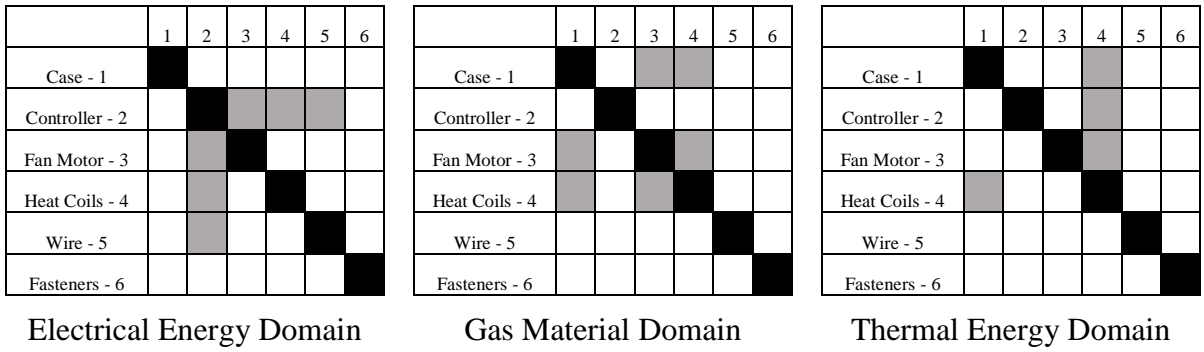 1 2 3 4 5 6
Case - 1
Controller - 2
Fan Motor - 3
Heat Coils - 4
Wire - 5
Fasteners - 6
Electrical Energy Domain
1 2 3 4 5 6
Case - 1
Controller - 2
Fan Motor - 3
Heat Coils - 4
Wire - 5
Fasteners - 6
Gas Material Domain
1 2 3 4 5 6
Case - 1
Controller - 2
Fan Motor - 3
Heat Coils - 4
Wire - 5
Fasteners - 6
Thermal Energy Domain